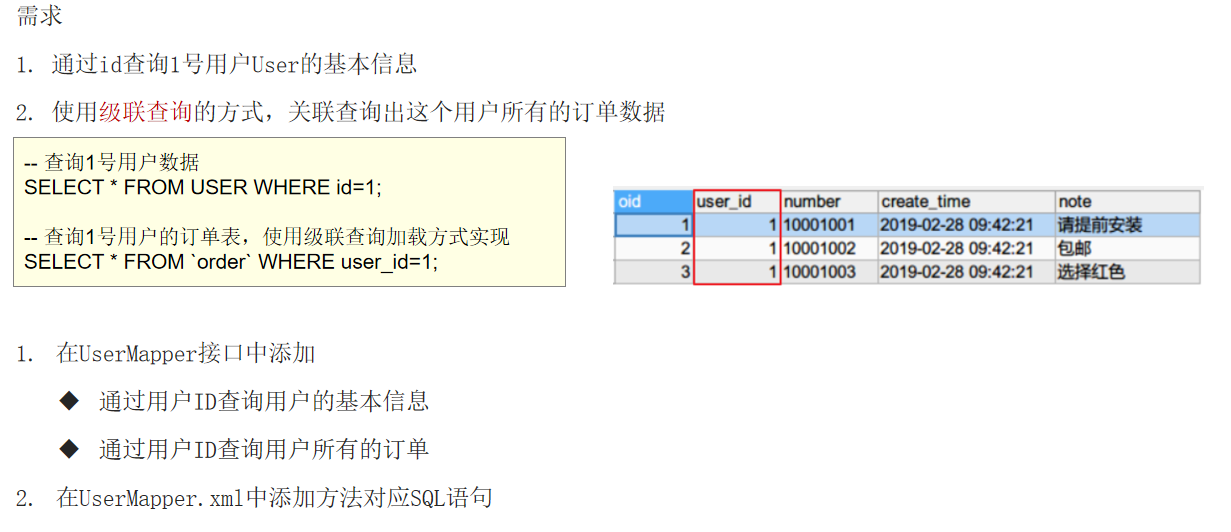 需求
1. 通过id查询1号用户User的基本信息
2. 使用级联查询的方式，关联查询出这个用户所有的订单数据
-- 查询1号用户数据
SELECT * FROM USER WHERE id=1;
-- 查询1号用户的订单表，使用级联查询加载方式实现
SELECT * FROM `order` WHERE user_id=1;
oid user_id number create_time note
1 1 10001001 2019-02-28 09:42:21 请提前安装
2 1 10001002 2019-02-28 09:42:21 包邮
3 1 10001003 2019-02-28 09:42:21 选择红色
1. 在UserMapper接口中添加
◆ 通过用户ID查询用户的基本信息
◆ 通过用户ID查询用户所有的订单
2. 在UserMapper.xml中添加方法对应SQL语句